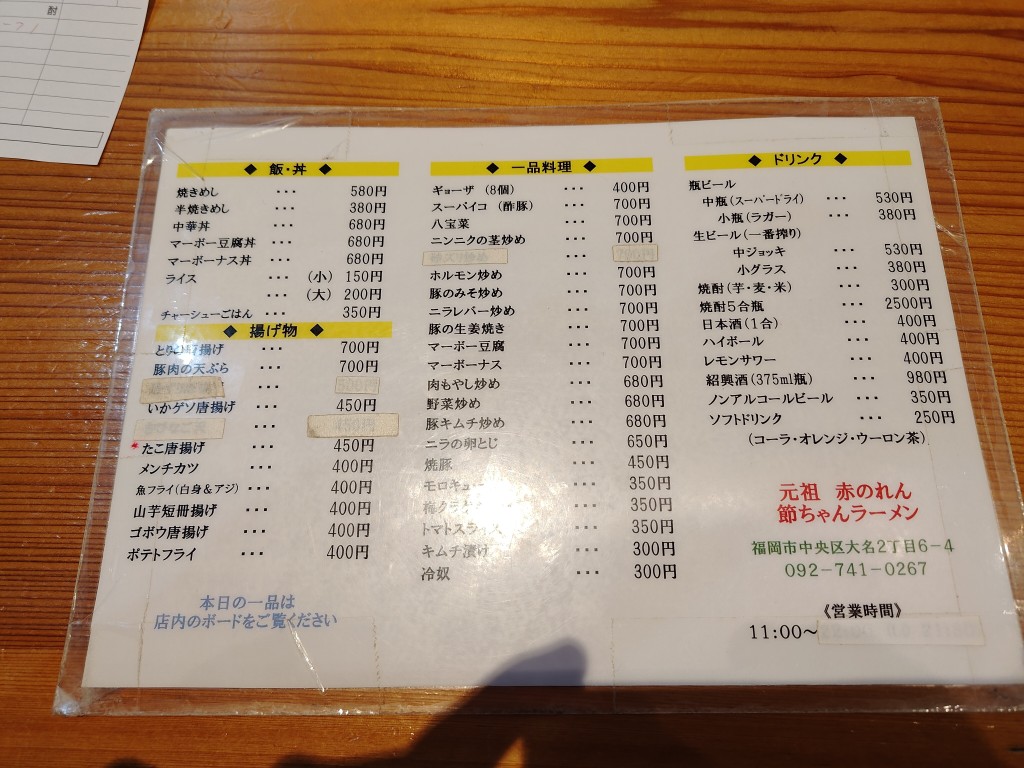 酎
◆ 飯・丼 ◆
焼きめし ・・・ 580円
半焼きめし ・・・ 380円
中華丼 ・・・ 680円
マーボー豆腐丼 ・・・ 680円
マーボーナス丼 ・・・ 680円
ライス ・・・ （小） 150円
・・・ （大） 200円
チャーシューごはん ・・・ 350円
◆ 揚げ物 ◆
揚げ ・・・ 700円
豚肉の天ぷら ・・・ 700円
・・・
いかゲソ唐揚げ ・・・ 450円
・・・ 450円
*たこ唐揚げ ・・・ 450円
メンチカツ ・・・ 400円
魚フライ（白身＆アジ）・・・ 400円
山芋短冊揚げ ・・・ 400円
ゴボウ唐揚げ ・・・ 400円
ポテトフライ ・・・ 400円
本日の一品は
店内のボードをご覧ください
◆ 一品料理 ◆
ギョーザ（8個） ・・・ 400円
スーパイコ（酢豚） ・・・ 700円
八宝菜 ・・・ 700円
ニンニクの茎炒め ・・・ 700円
・・・
ホルモン炒め ・・・ 700円
豚のみそ炒め ・・・ 700円
ニラレバー炒め ・・・ 700円
豚の生姜焼き ・・・ 700円
マーボー豆腐 ・・・ 700円
マーボーナス ・・・ 700円
肉もやし炒め ・・・ 680円
野菜炒め ・・・ 680円
豚キムチ炒め ・・・ 680円
ニラの卵とじ ・・・ 650円
焼豚 ・・・ 450円
モロキュー ・・・ 350円
梅クラ ・・・ 350円
トマトスライス ・・・ 350円
キムチ漬け ・・・ 300円
冷奴 ・・・ 300円
◆ ドリンク ◆
瓶ビール
中瓶（スーパードライ） ・・・ 530円
小瓶（ラガー） ・・・ 380円
生ビール（一番搾り）
中ジョッキ ・・・ 530円
小グラス ・・・ 380円
焼酎（芋・麦・米） ・・・ 300円
焼酎5合瓶 ・・・ 2500円
日本酒（1合） ・・・ 400円
ハイボール ・・・ 400円
レモンサワー ・・・ 400円
紹興酒（375ml瓶） ・・・ 980円
ノンアルコールビール ・・・ 350円
ソフトドリンク ・・・ 250円
（コーラ・オレンジ・ウーロン茶）
元祖 赤のれん
節ちゃんラーメン
福岡市中央区大名2丁目6－4
092-741-0267
《営業時間》
11:00～